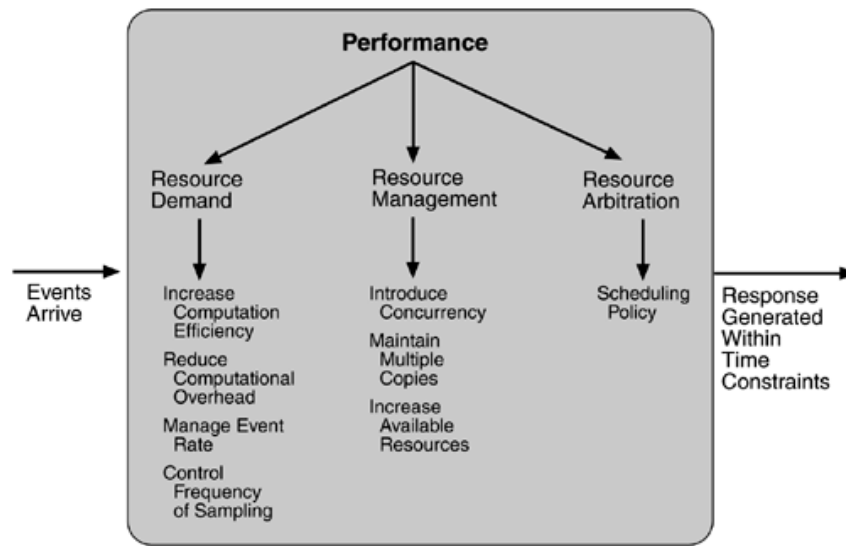 Performance
Resource
Demand
Resource
Management
Resource
Arbitration
Events
Arrive
Increase
Computation
Efficiency
Reduce
Computational
Overhead
Manage Event
Rate
Control
Frequency
of Sampling
Introduce
Concurrency
Maintain
Multiple
Copies
Increase
Available
Resources
Scheduling
Policy
Response
Generated
Within
Time
Constraints